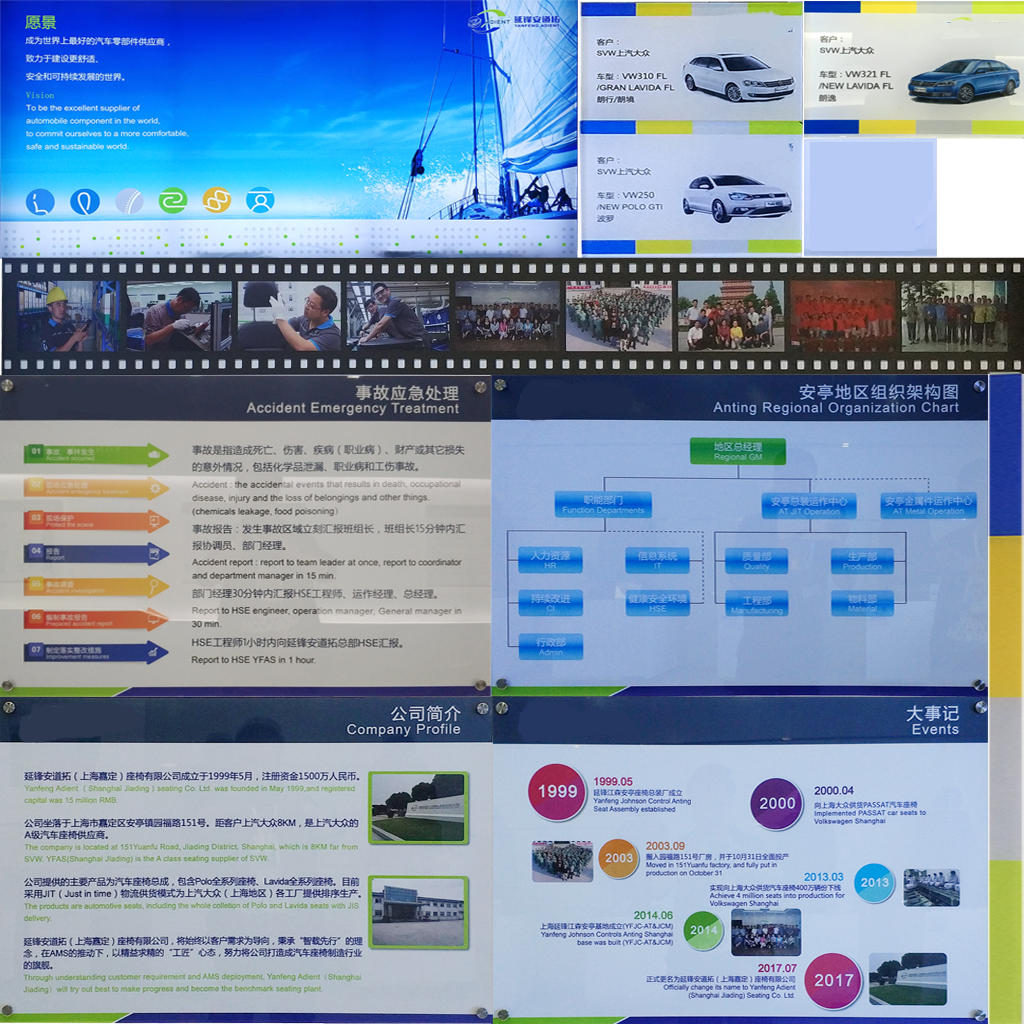 愿景
成为世界上最好的汽车零部件供应商，
致力于建设更舒适、
安全和可持续发展的世界。
Vision
To be the excellent supplier of
automobile component in the world,
to commit ourselves to a more comfortable,
safe and sustainable world.
ADIENT 延锋安道拓
YANFENG ADIENT
客户：
SVW上汽大众
车型：VW310 FL
/GRAN LAVIDA FL
朗行/朗境
客户：
SVW上汽大众
车型：VW321 FL
/NEW LAVIDA FL
朗逸
客户：
SVW上汽大众
车型：VW250
/NEW POLO GTI
波罗
事故应急处理
Accident Emergency Treatment
01 事故、事件发生
Accident occurred
02 事故应急处理
Accident emergency treatment
03 现场保护
Protect the scene
04 报告
Report
05 事故调查
Accident investigation
06 编制事故报告
Prepared accident report
07 制定落实整改措施
Improvement measures
事故是指造成死亡、伤害、疾病（职业病）、财产或其它损失
的意外情况，包括化学品泄漏、职业病和工伤事故。
Accident : the accidental events that results in death, occupational
disease, injury and the loss of belongings and other things.
(chemicals leakage, food poisoning）
事故报告：发生事故区域立刻汇报班组长，班组长15分钟内汇
报协调员、部门经理。
Accident report : report to team leader at once, report to coordinator
and department manager in 15 min.
部门经理30分钟内汇报HSE工程师、运作经理、总经理。
Report to HSE engineer, operation manager, General manager in
30 min.
HSE工程师1小时内向延锋安道拓总部HSE汇报。
Report to HSE YFAS in 1 hour.
安亭地区组织架构图
Anting Regional Organization Chart
地区总经理
Regional GM
职能部门
Function Departments
安亭总装运作中心
AT JIT Operation
安亭金属件运作中心
AT Metal Operation
人力资源
HR
信息系统
IT
质量部
Quality
生产部
Production
持续改进
CI
健康安全环境
HSE
工程部
Manufacturing
物料部
Material
行政部
Admin
公司简介
Company Profile
延锋安道拓（上海嘉定）座椅有限公司成立于1999年5月，注册资金1500万人民币。
Yanfeng Adient （Shanghai Jiading）seating Co. Ltd. was founded in May 1999,and registered
capital was 15 million RMB.
公司坐落于上海市嘉定区安亭镇园福路151号。距客户上汽大众8KM，是上汽大众的
A级汽车座椅供应商。
The company is located at 151Yuanfu Road, Jiading District, Shanghai, which is 8KM far from
SVW. YFAS(Shanghai Jiading) is the A class seating supplier of SVW.
公司提供的主要产品为汽车座椅总成，包含Polo全系列座椅、Lavida全系列座椅。目前
采用JIT（Just in time）物流供货模式为上汽大众（上海地区）各工厂提供排序生产。
The products are automotive seats, including the whole colletion of Polo and Lavida seats with JIS
delivery.
延锋安道拓（上海嘉定）座椅有限公司，将始终以客户需求为导向，秉承“智载先行”的理
念，在AMS的推动下，以精益求精的“工匠”心态，努力将公司打造成汽车座椅制造行业
的旗舰。
Through understanding customer requirement and AMS deployment, Yanfeng Adient（Shanghai
Jiading）will try out best to make progress and become the benchmark seating plant.
大事记
Events
1999
1999.05
延锋江森安亭座椅总装厂成立
Yanfeng Johnson Control Anting
Seat Assembly established
2000
2000.04
向上海大众供货PASSAT汽车座椅
Implemented PASSAT car seats to
Volkswagen Shanghai
2003
2003.09
搬入园福路151号厂房，并于10月31日全面投产
Moved in 151Yuanfu factory, and fully put in
production on October 31
2013.03
实现向上海大众供货汽车座椅400万辆份下线
Achieve 4 million seats into production for
Volkswagen Shanghai
2013
2014.06
上海延锋江森安亭基地成立(YFJC-AT&JCM)
Yanfeng Johnson Controls Anting Shanghai
base was built (YFJC-AT&JCM)
2014
2017.07
正式更名为延锋安道拓（上海嘉定）座椅有限公司
Officially change its name to Yanfeng Adient
(Shanghai Jiading) Seating Co. Ltd.
2017